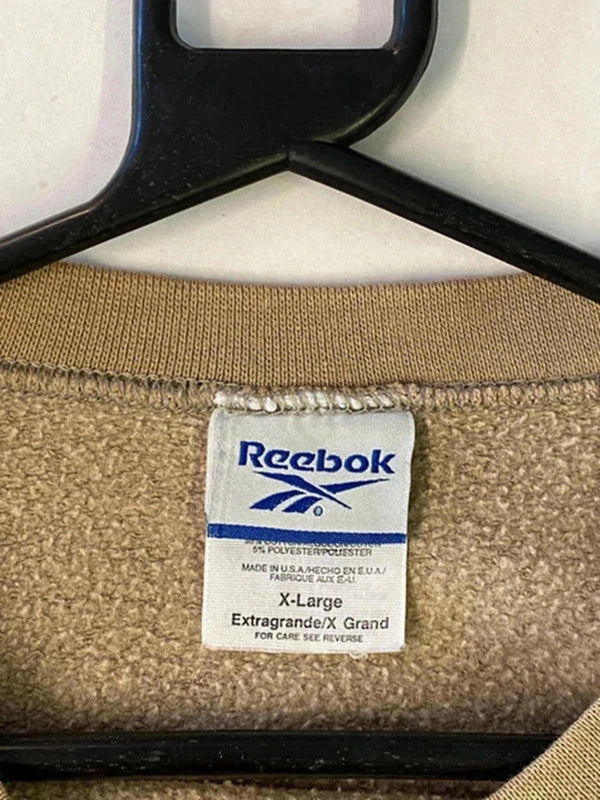 Reebok
®
5% POLYESTER/POLIESTER
MADE IN U.S.A./HECHO EN E.U.A./
FABRIQUE AUX E.-U.
X-Large
Extragrande/X Grand
FOR CARE SEE REVERSE